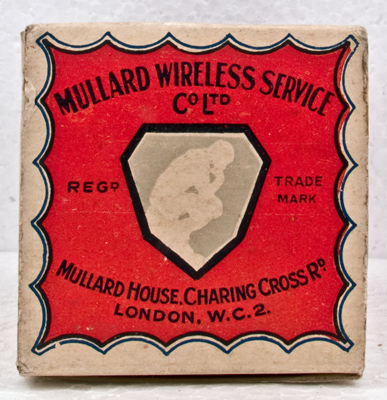 MULLARD WIRELESS SERVICE
CO LTD
REGD TRADE
MARK
MULLARD HOUSE, CHARING CROSS RD.
LONDON, W.C.2.